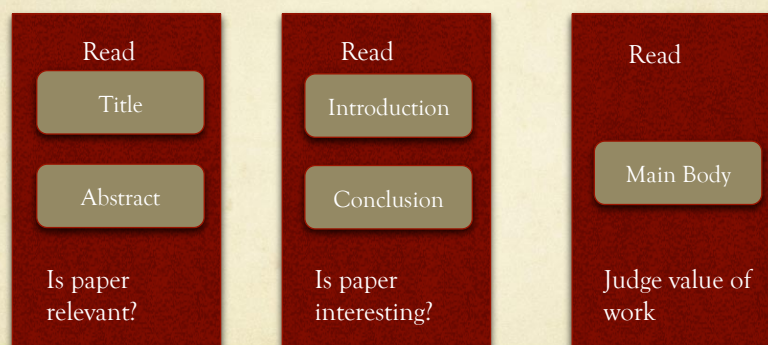 Read
Title
Abstract
Is paper
relevant?
Read
Introduction
Conclusion
Is paper
interesting?
Read
Main Body
Judge value of
work